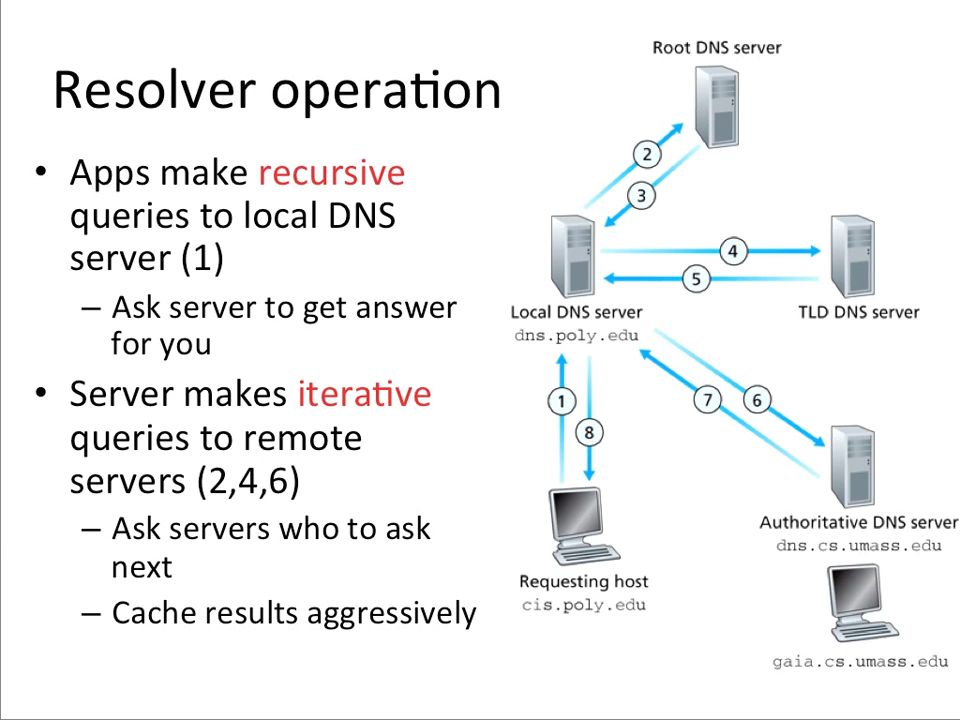 Resolver operation
• Apps make recursive
queries to local DNS
server (1)
– Ask server to get answer
for you
• Server makes iterative
queries to remote
servers (2,4,6)
– Ask servers who to ask
next
– Cache results aggressively
Root DNS server
2
3
4
5
Local DNS server
dns.poly.edu
TLD DNS server
1
8
7
6
Requesting host
cis.poly.edu
Authoritative DNS server
dns.cs.umass.edu
gaia.cs.umass.edu